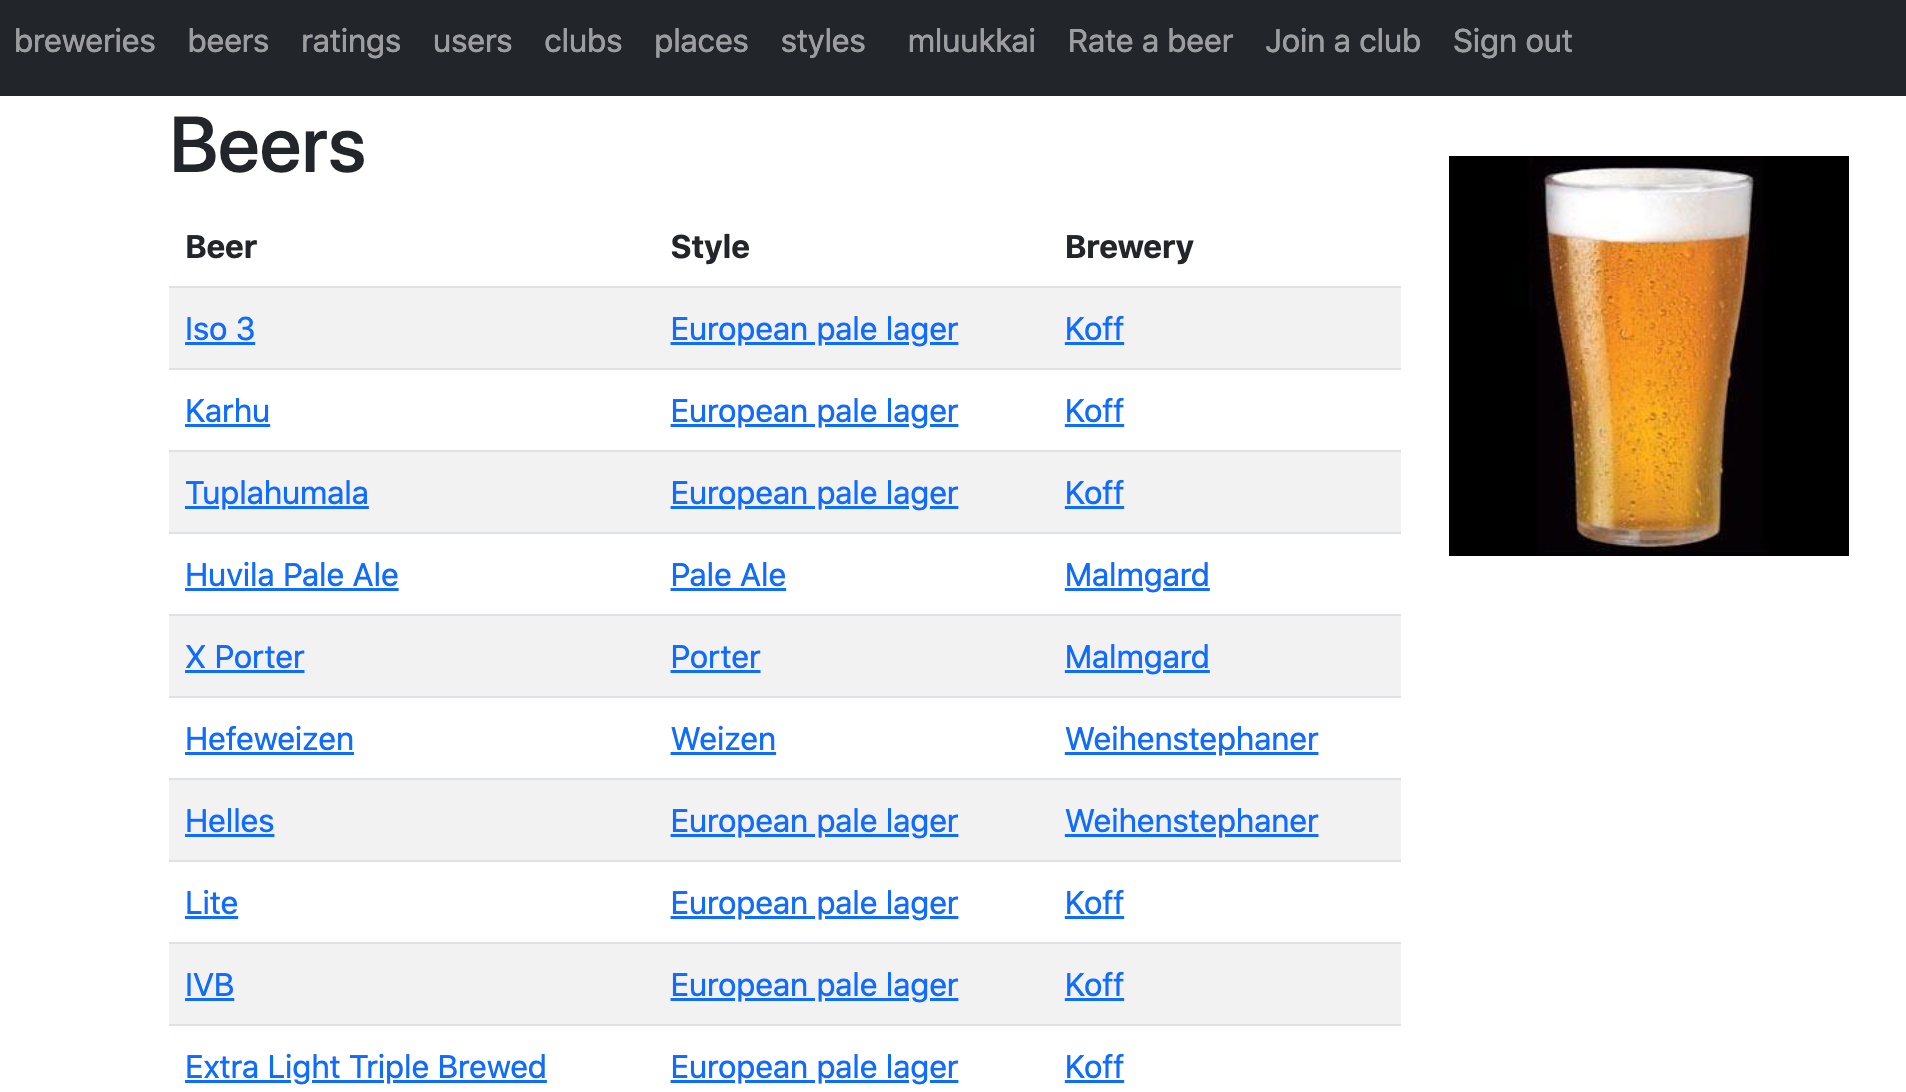 breweries beers ratings users clubs places styles mluukkai Rate a beer Join a club Sign out
Beers
Beer Style Brewery
Iso 3 European pale lager Koff
Karhu European pale lager Koff
Tuplahumala European pale lager Koff
Huvila Pale Ale Pale Ale Malmgard
X Porter Porter Malmgard
Hefeweizen Weizen Weihenstephaner
Helles European pale lager Weihenstephaner
Lite European pale lager Koff
IVB European pale lager Koff
Extra Light Triple Brewed European pale lager Koff